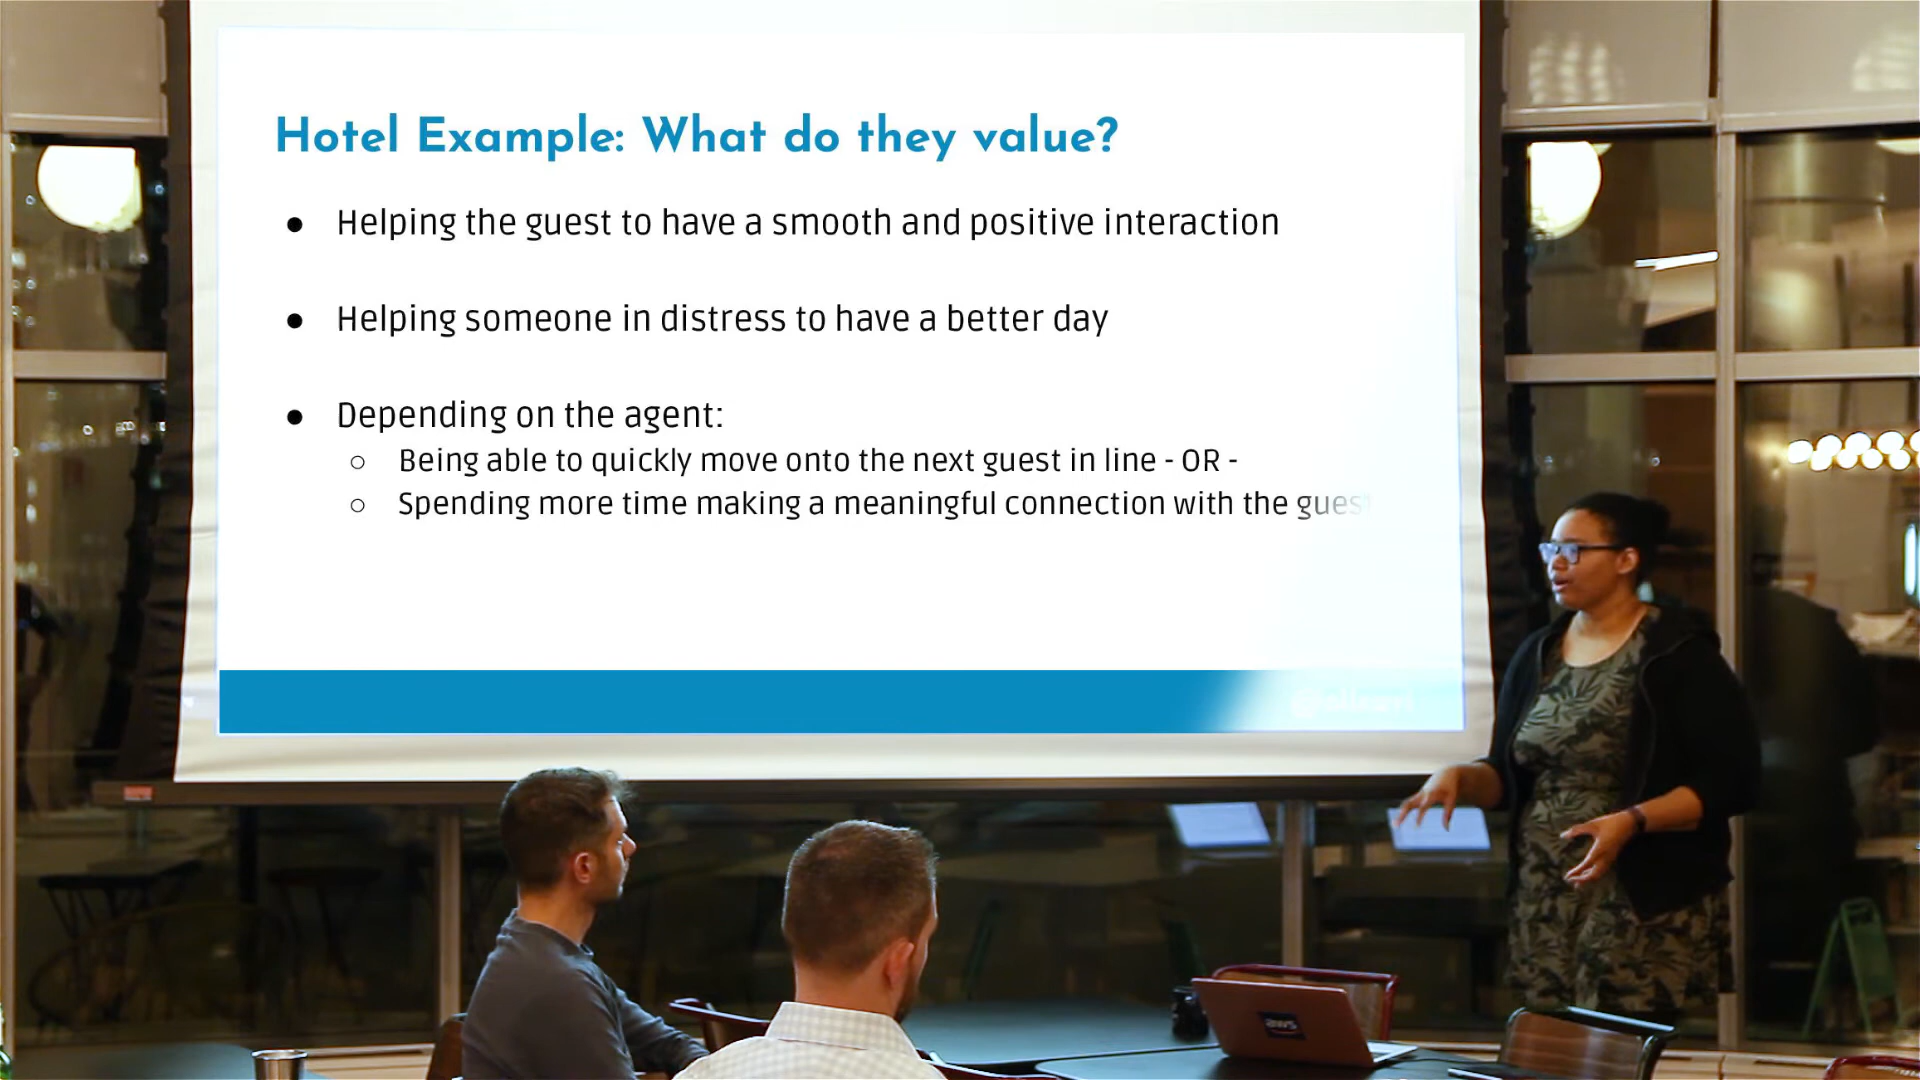 Hotel Example: What do they value?
● Helping the guest to have a smooth and positive interaction
● Helping someone in distress to have a better day
● Depending on the agent:
○ Being able to quickly move onto the next guest in line - OR -
○ Spending more time making a meaningful connection with the gues
aws